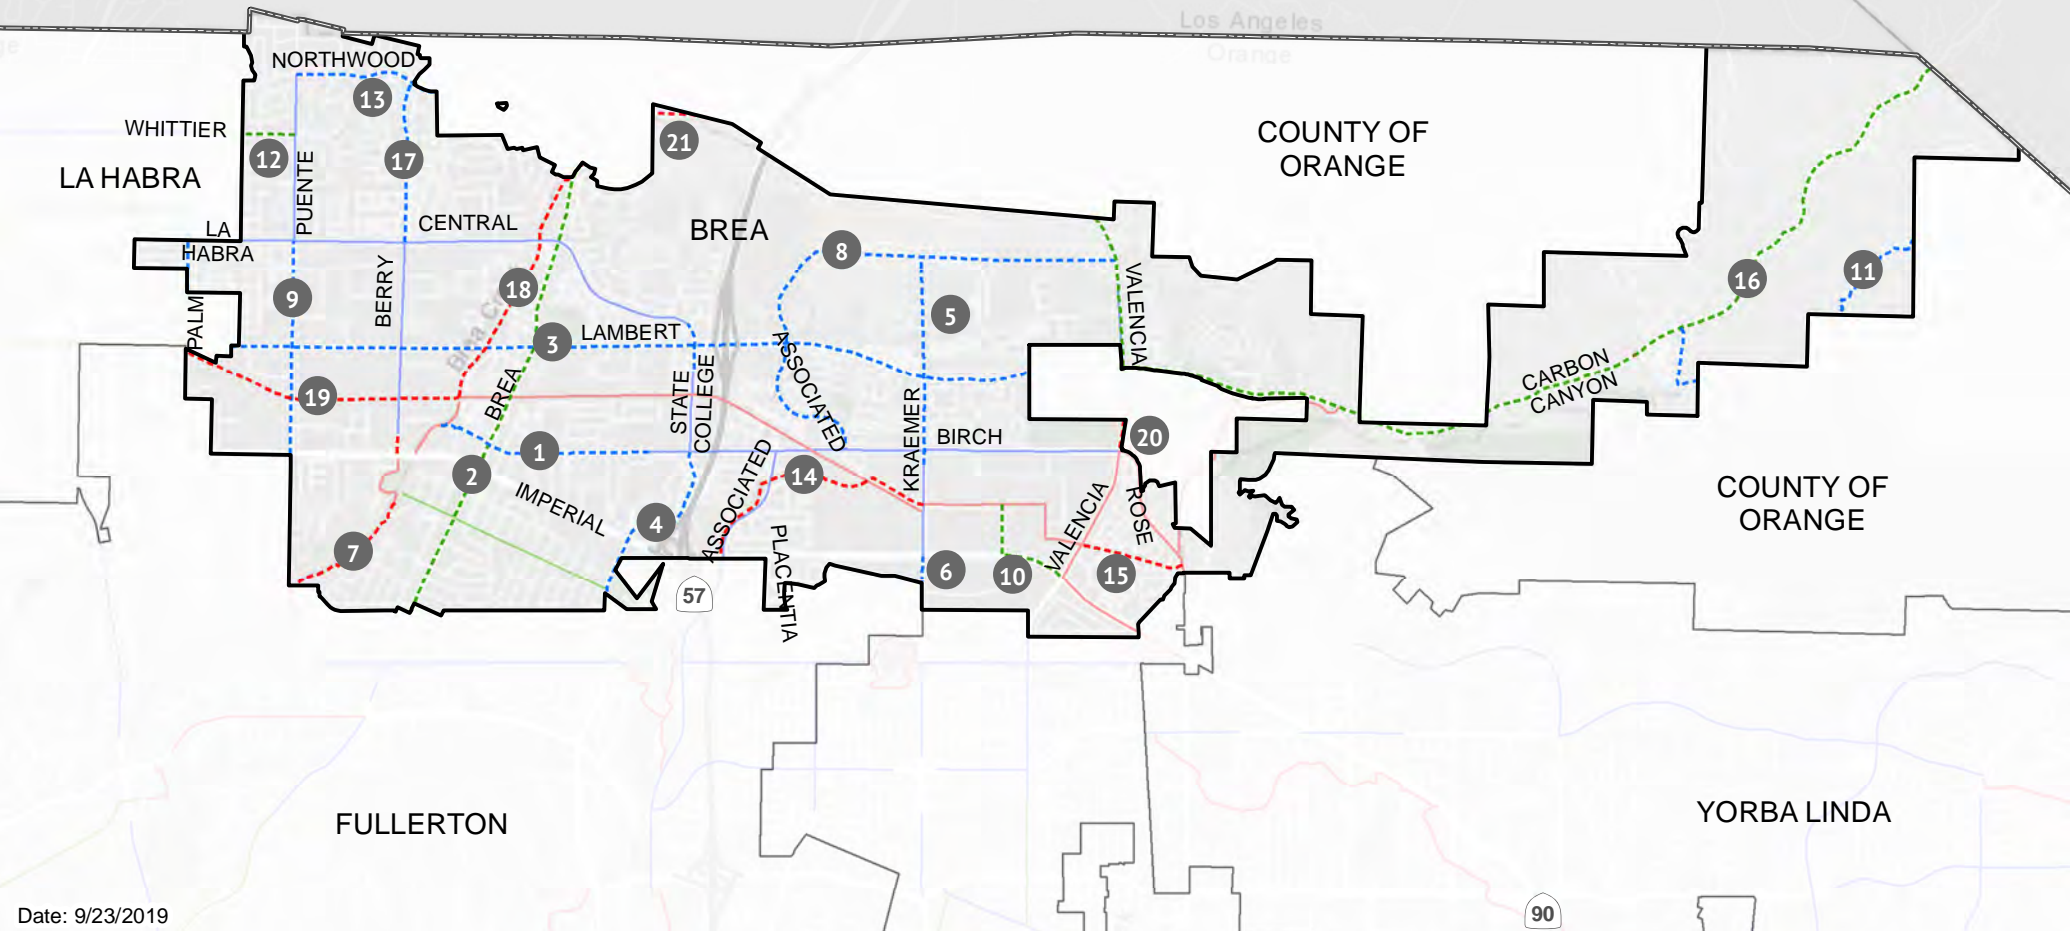 Los Angeles
Orange
ge
NORTHWOOD
13
WHITTIER
12
17
21
COUNTY OF
ORANGE
LA HABRA
PUENTE
LA
HABRA
CENTRAL
BREA
8
VALENCIA
16
11
9
BERRY
18
5
PALM
3
LAMBERT
ASSOCIATED
STATE
COLLEGE
CARBON
CANYON
19
BREA
KRAEMER
BIRCH
20
1
2
IMPERIAL
14
ASSOCIATED
4
VALENCIA
ROSE
COUNTY OF
ORANGE
7
PLACENTIA
6
10
15
57
FULLERTON
YORBA LINDA
90
Date: 9/23/2019